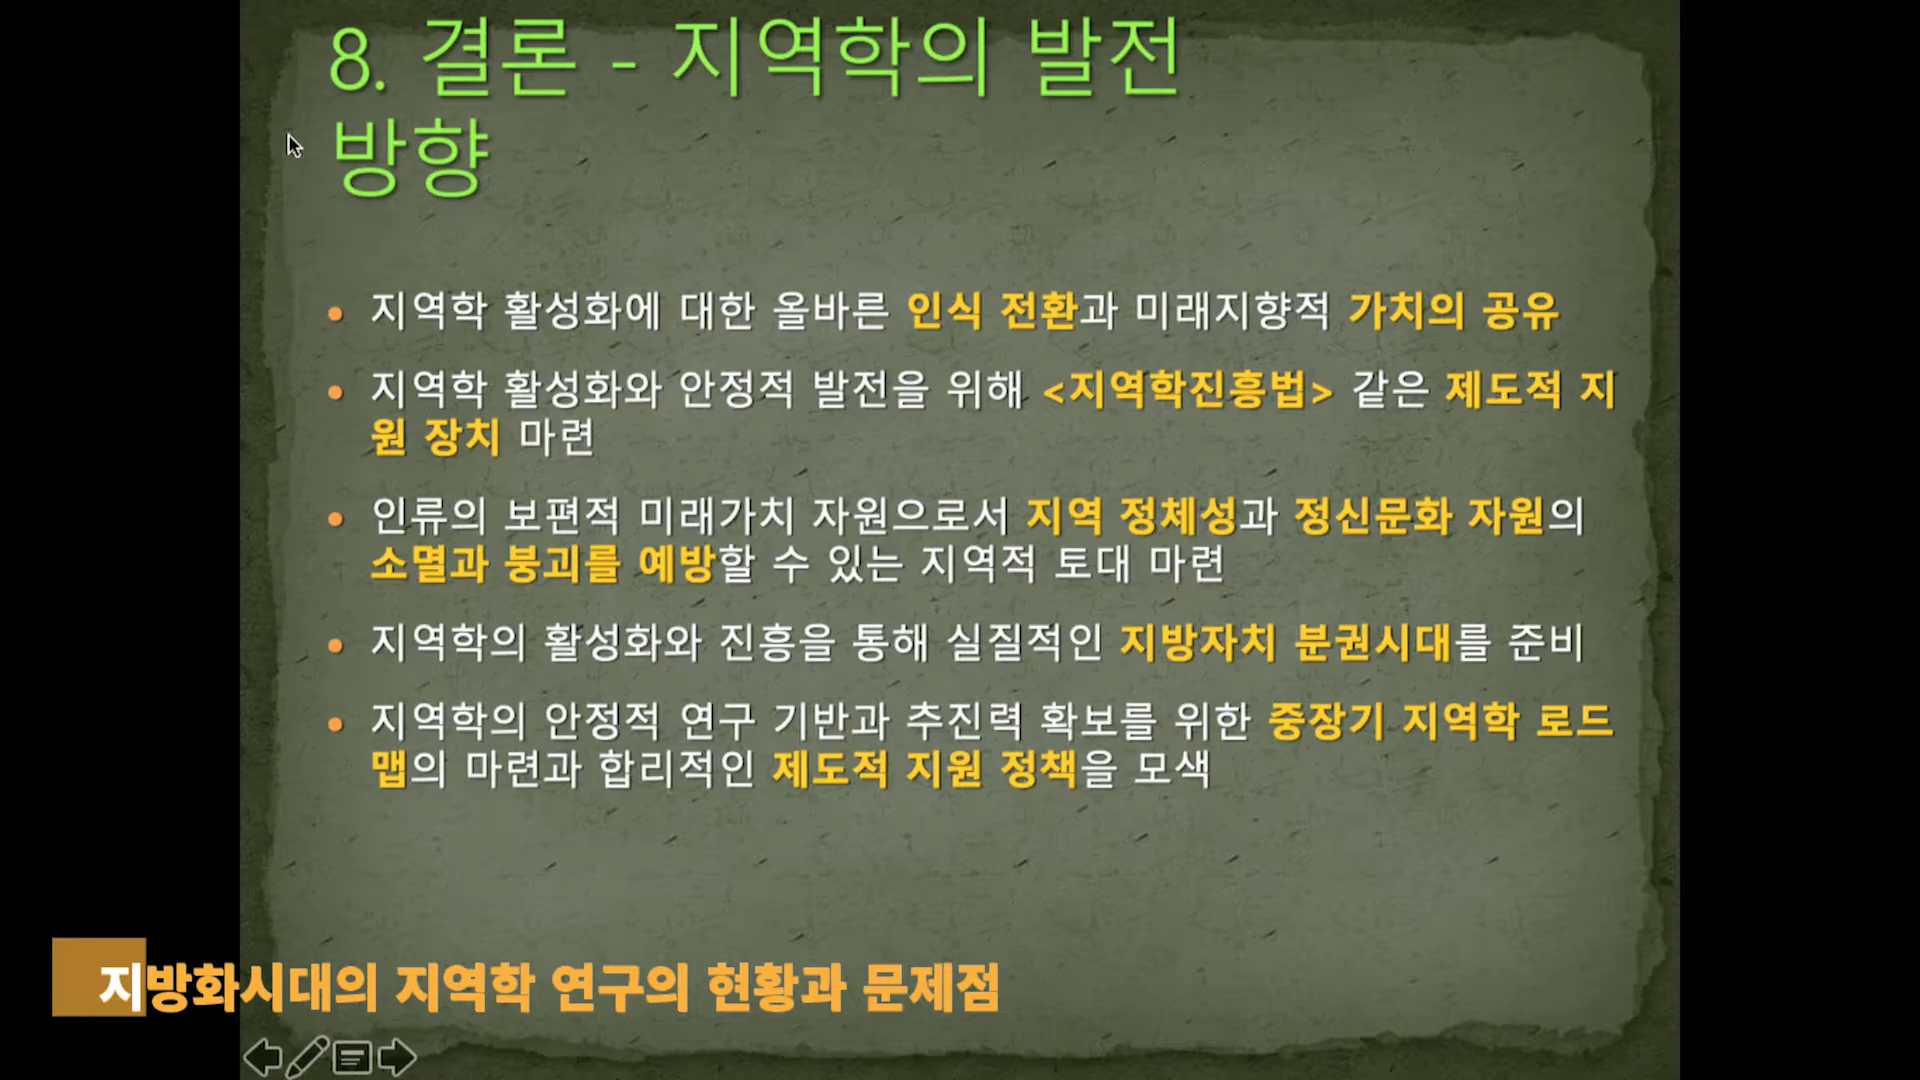 8. 결론 - 지역학의 발전
방향
• 지역학 활성화에 대한 올바른 인식 전환과 미래지향적 가치의 공유
• 지역학 활성화와 안정적 발전을 위해 <지역학진흥법> 같은 제도적 지
원 장치 마련
• 인류의 보편적 미래가치 자원으로서 지역 정체성과 정신문화 자원의
소멸과 붕괴를 예방할 수 있는 지역적 토대 마련
• 지역학의 활성화와 진흥을 통해 실질적인 지방자치 분권시대를 준비
• 지역학의 안정적 연구 기반과 추진력 확보를 위한 중장기 지역학 로드
맵의 마련과 합리적인 제도적 지원 정책을 모색
지방화시대의 지역학 연구의 현황과 문제점